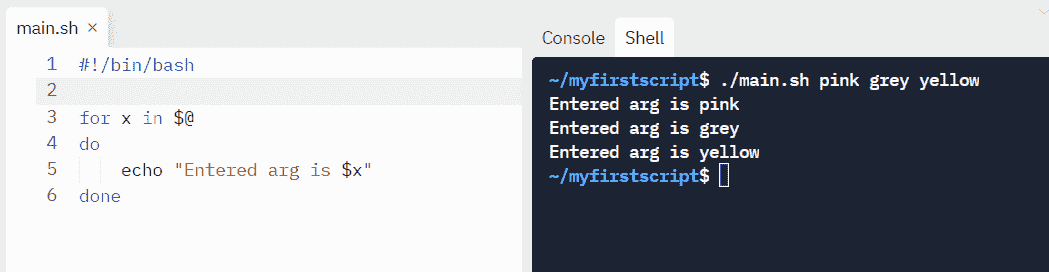 main.sh ×
1 #!/bin/bash
2
3 for x in $@
4 do
5     echo "Entered arg is $x"
6 done
Console Shell
~/myfirstscript$ ./main.sh pink grey yellow
Entered arg is pink
Entered arg is grey
Entered arg is yellow
~/myfirstscript$